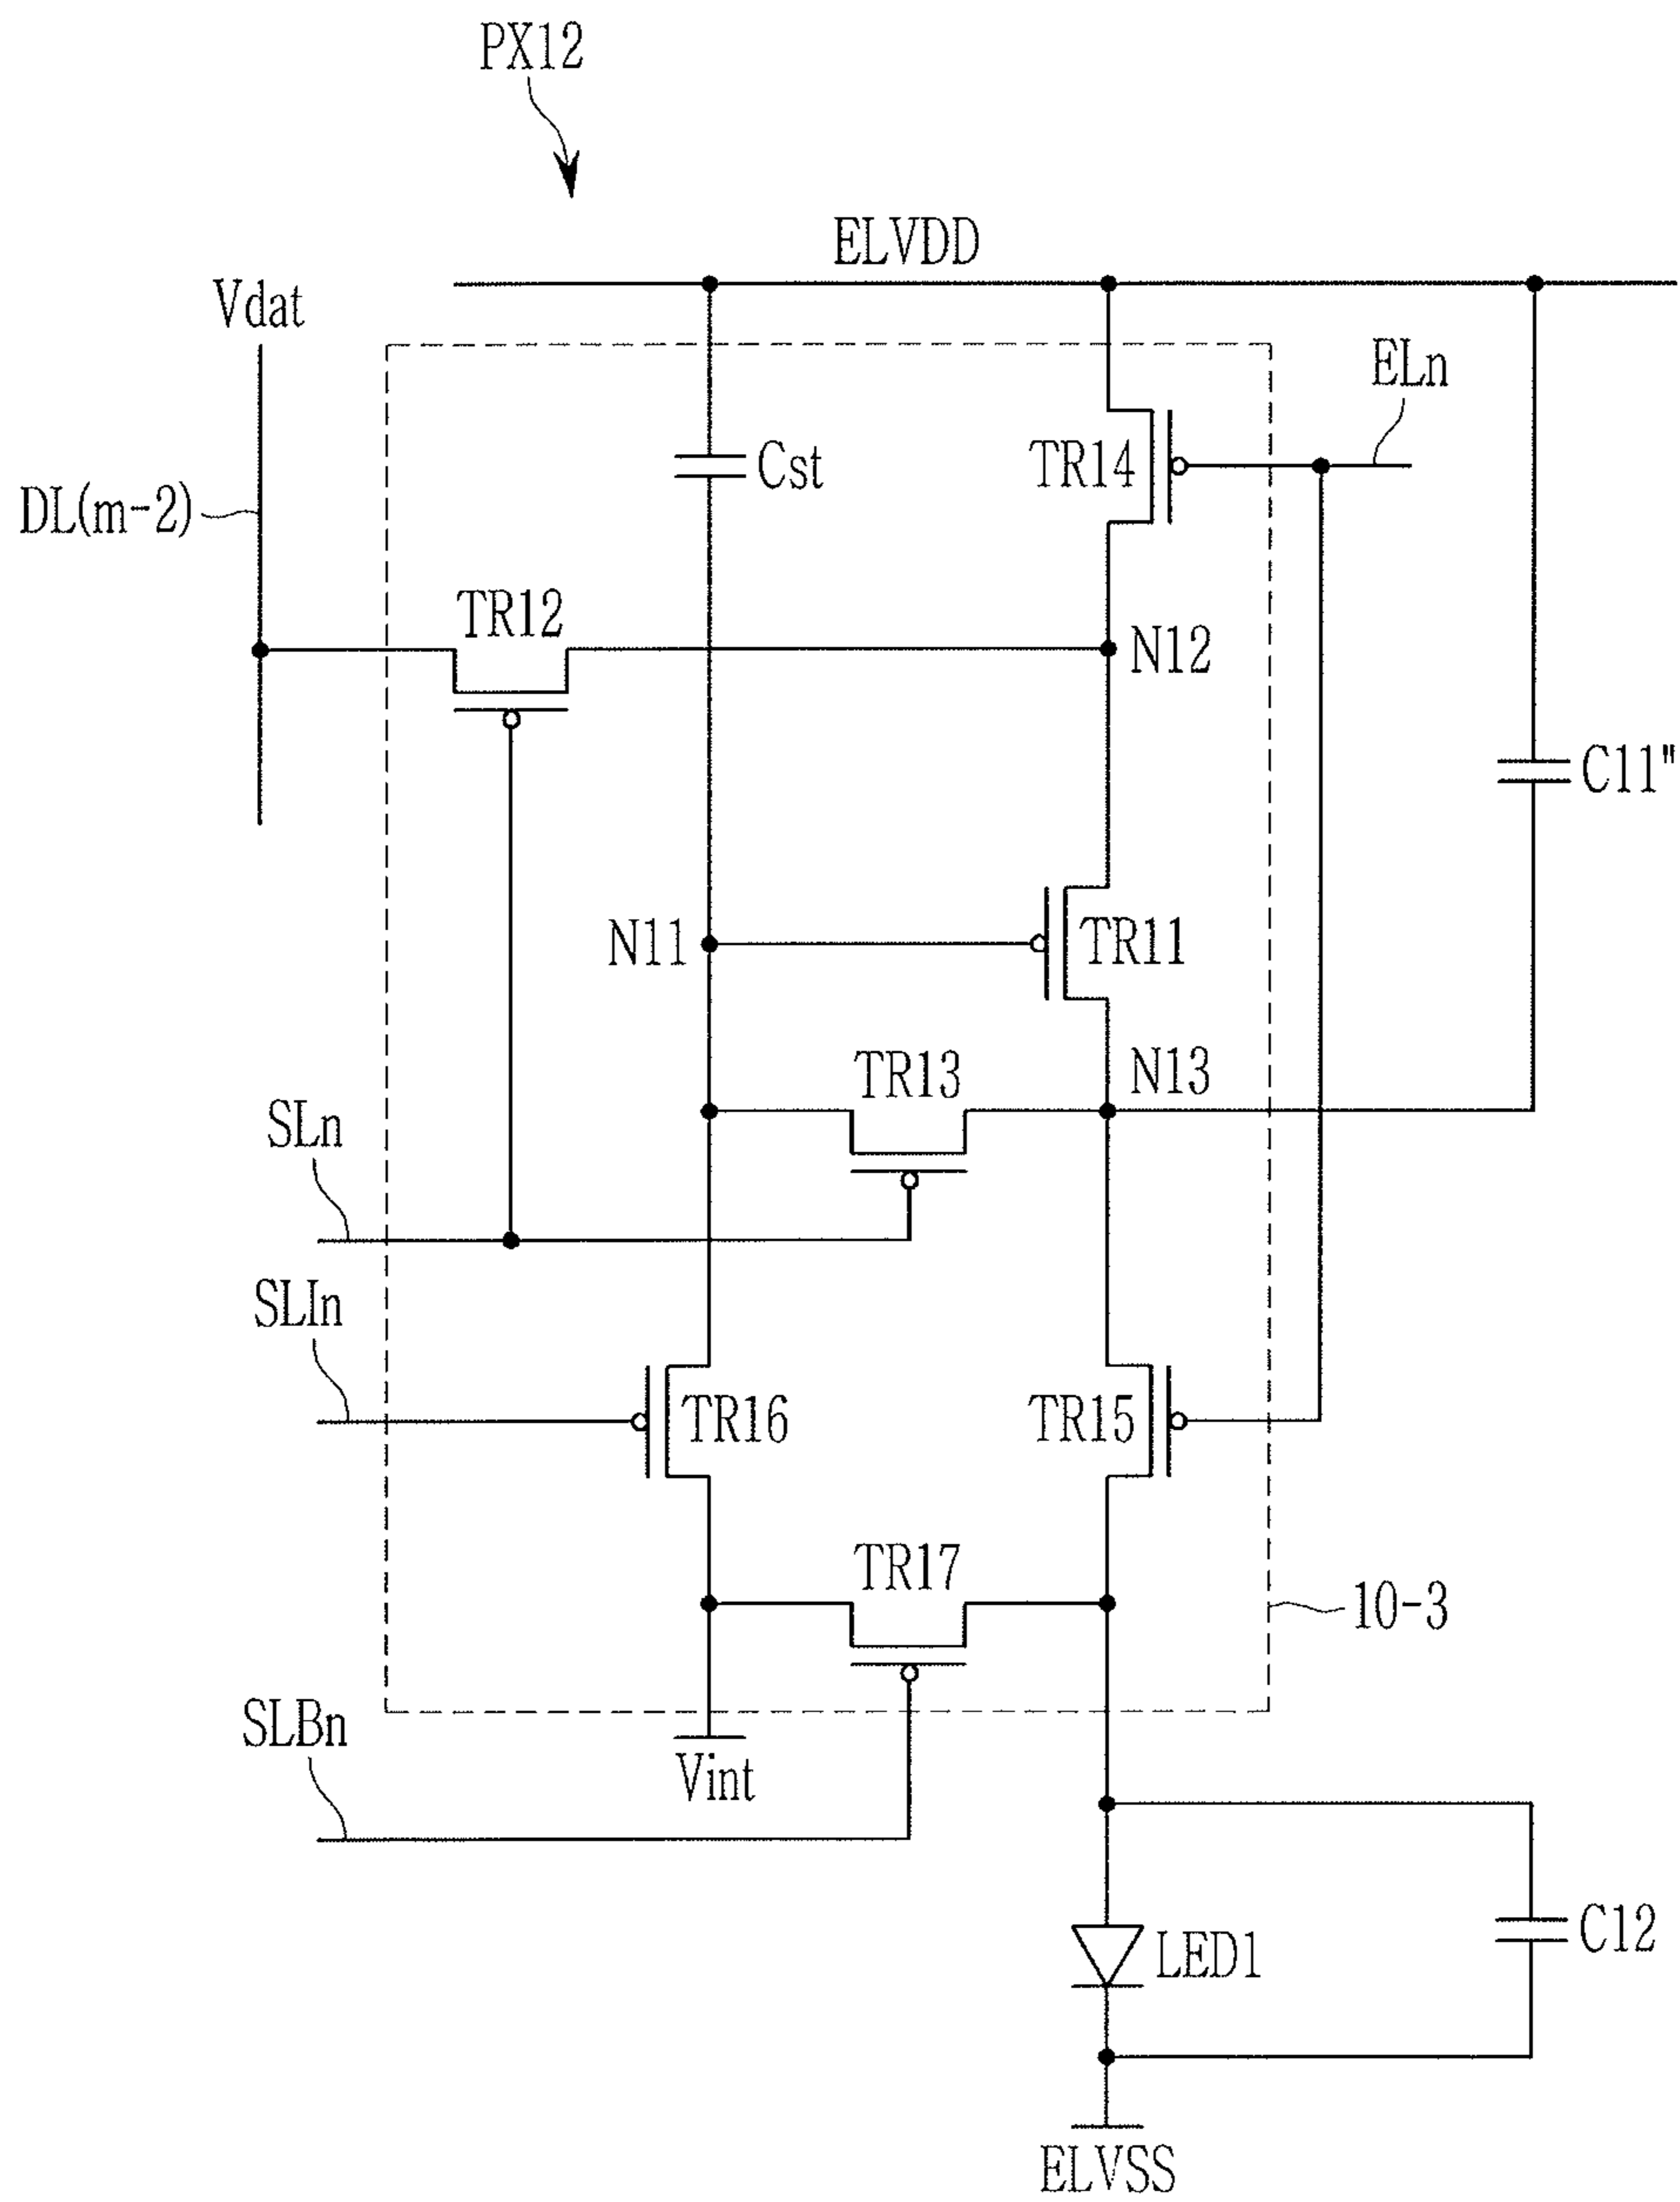 PX12
ELVDD
Vdat
ELn
TR14
Cst
DL(m-2)
TR12
N12
C11"
N11
TR11
TR13
N13
SLn
SLIn
TR16
TR15
TR17
10-3
SLBn
Vint
LED1
C12
ELVSS